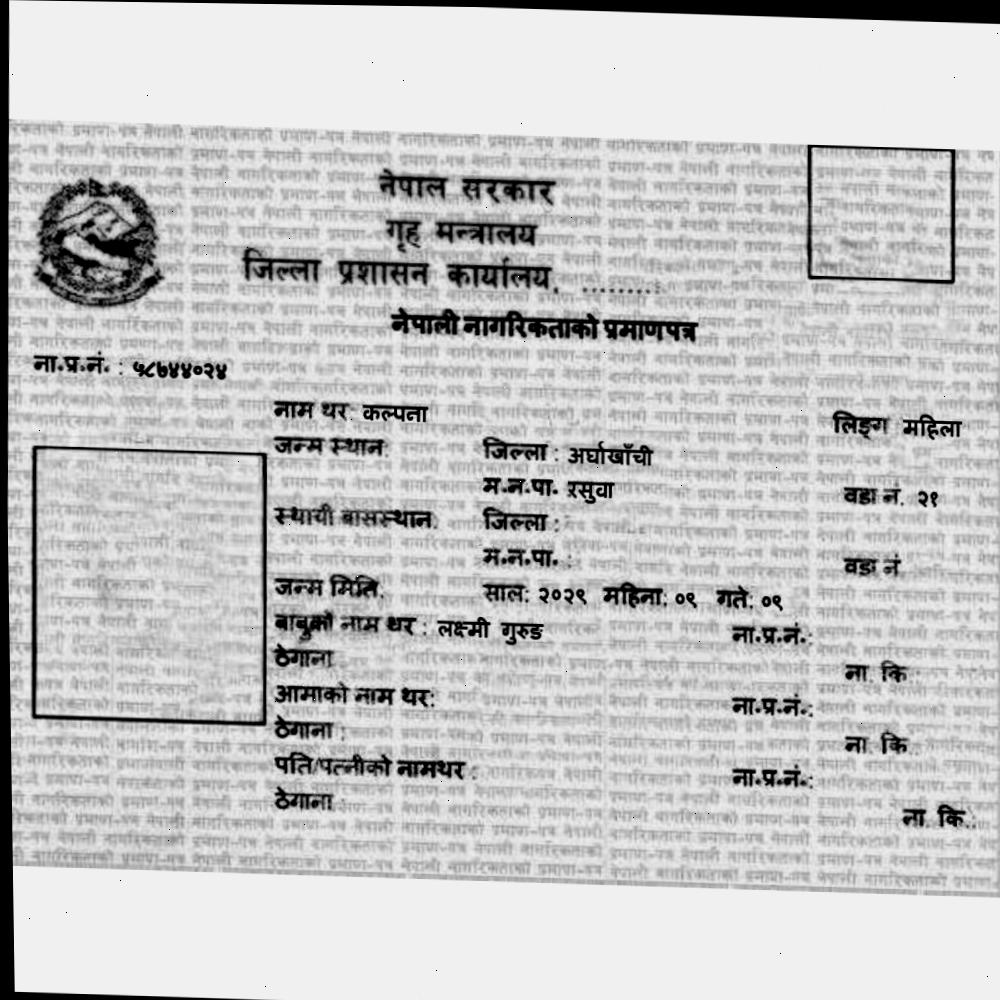 नेपाल सरकार
गृह मन्त्रालय
जिल्ला प्रशासन कार्यालय, ..........
नेपाली नागरिकताको प्रमाणपत्र
ना.प्र.नं. : ५८७४४०२४
नाम थर: कल्पना लिङ्ग महिला
जन्म स्थान: जिल्ला : अर्घाखाँची
म.न.पा. रसुवा वडा नं. २१
स्थायी बासस्थान: जिल्ला :
म.न.पा. : वडा नं.
जन्म मिति: साल: २०२९ महिना: ०९ गते: ०९
बाबुको नाम थर : लक्ष्मी गुरुङ ना.प्र.नं.:
ठेगाना ना. कि.:
आमाको नाम थर: ना.प्र.नं.:
ठेगाना : ना. कि.:
पति/पत्नीको नामथर : ना.प्र.नं.:
ठेगाना : ना. कि.: